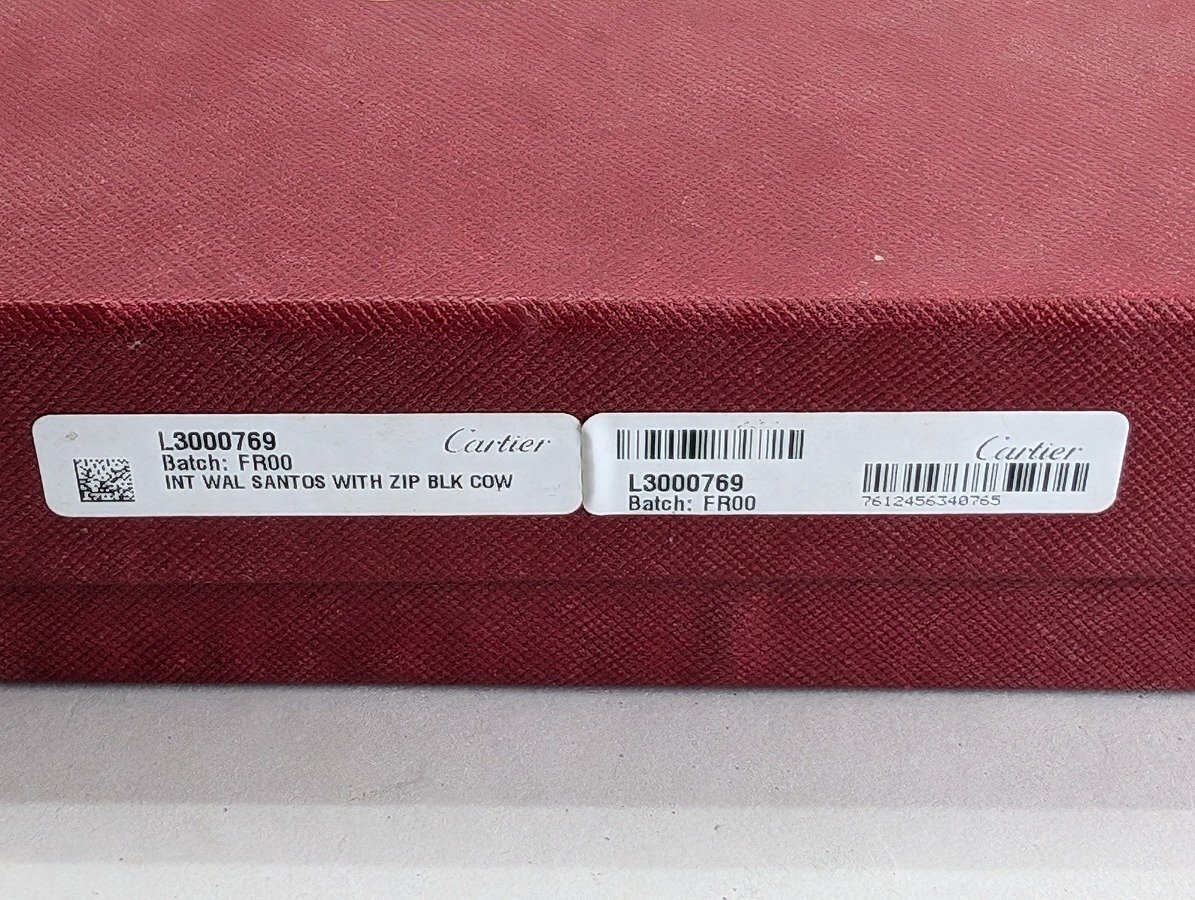 L3000769
Cartier
Batch: FR00
INT WAL SANTOS WITH ZIP BLK COW
Cartier
L3000769
Batch: FR00
7612456340765